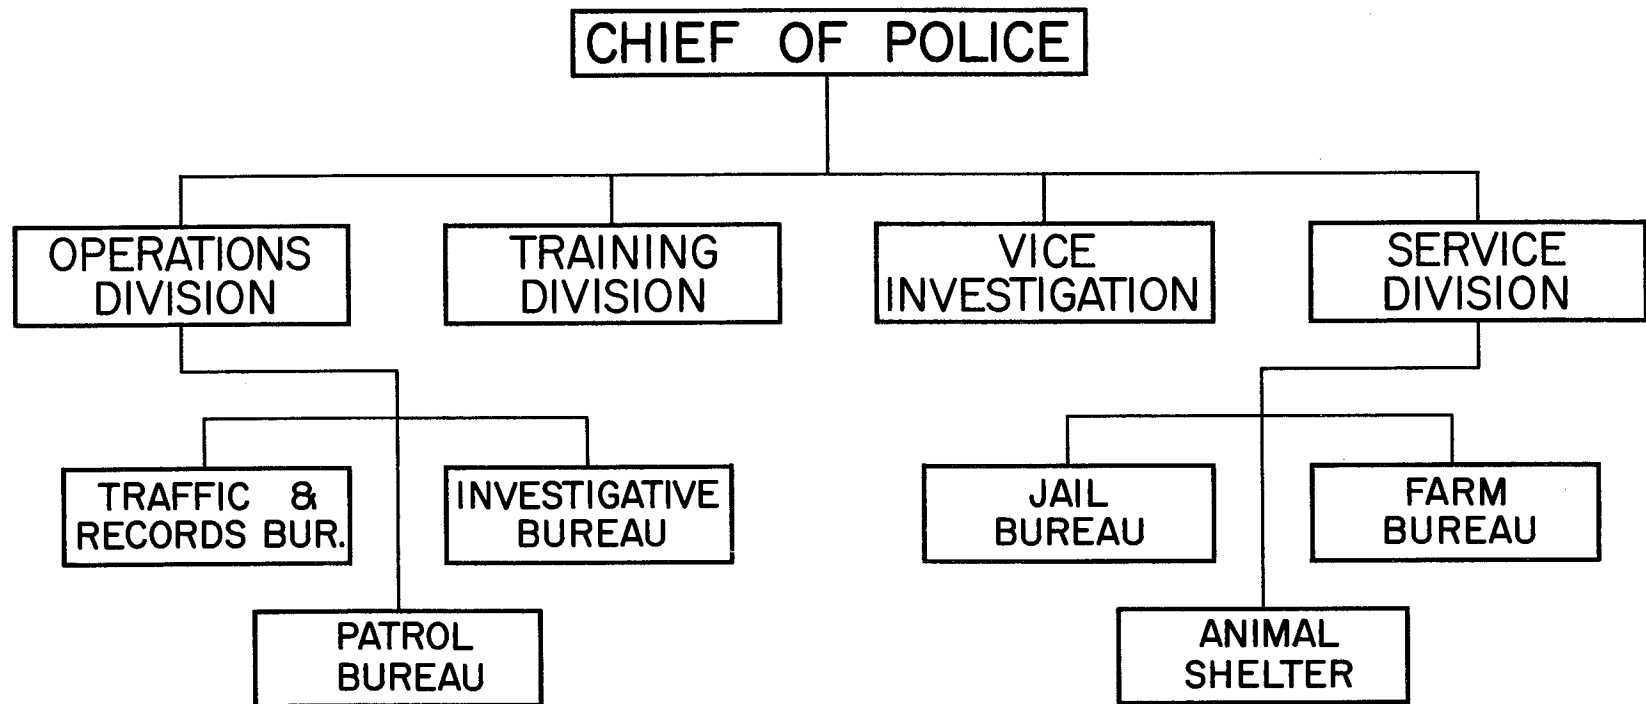 CHIEF OF POLICE
OPERATIONS
DIVISION
TRAINING
DIVISION
VICE
INVESTIGATION
SERVICE
DIVISION
TRAFFIC &
RECORDS BUR.
INVESTIGATIVE
BUREAU
JAIL
BUREAU
FARM
BUREAU
PATROL
BUREAU
ANIMAL
SHELTER